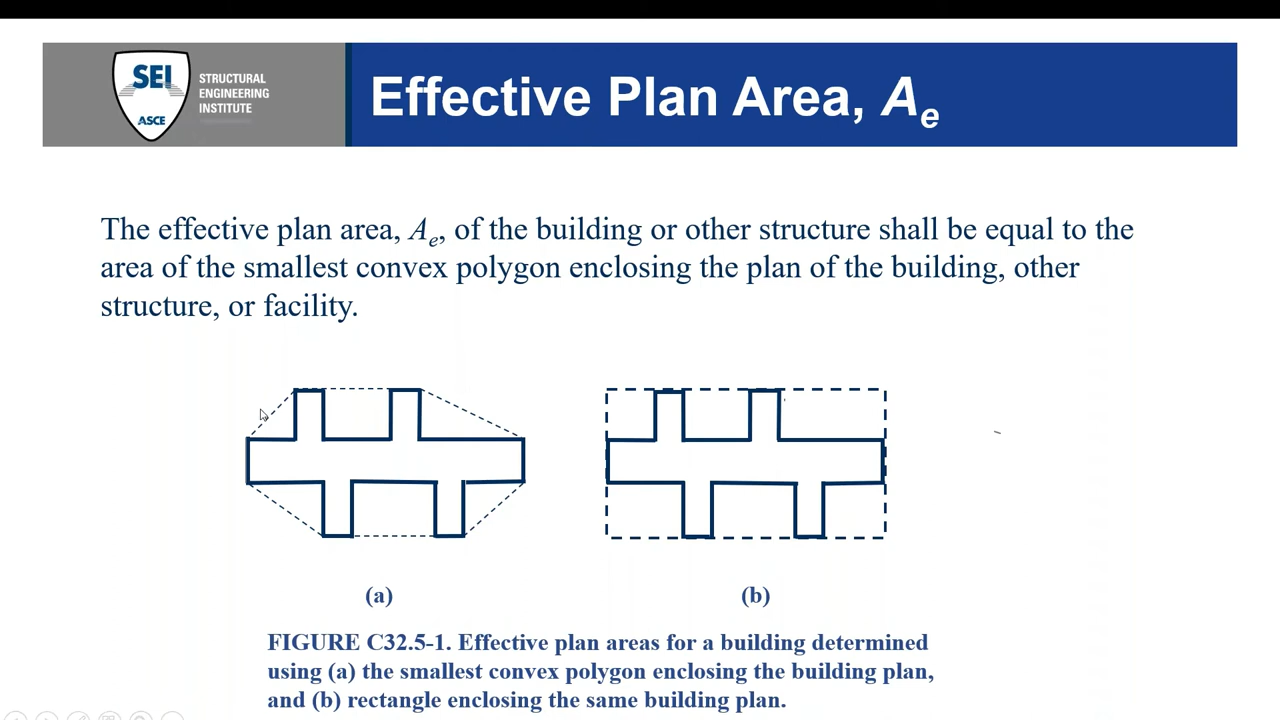 SEI
ASCE
STRUCTURAL
ENGINEERING
INSTITUTE
Effective Plan Area, Ae
The effective plan area, Ae, of the building or other structure shall be equal to the
area of the smallest convex polygon enclosing the plan of the building, other
structure, or facility.
(a)
(b)
FIGURE C32.5-1. Effective plan areas for a building determined
using (a) the smallest convex polygon enclosing the building plan,
and (b) rectangle enclosing the same building plan.